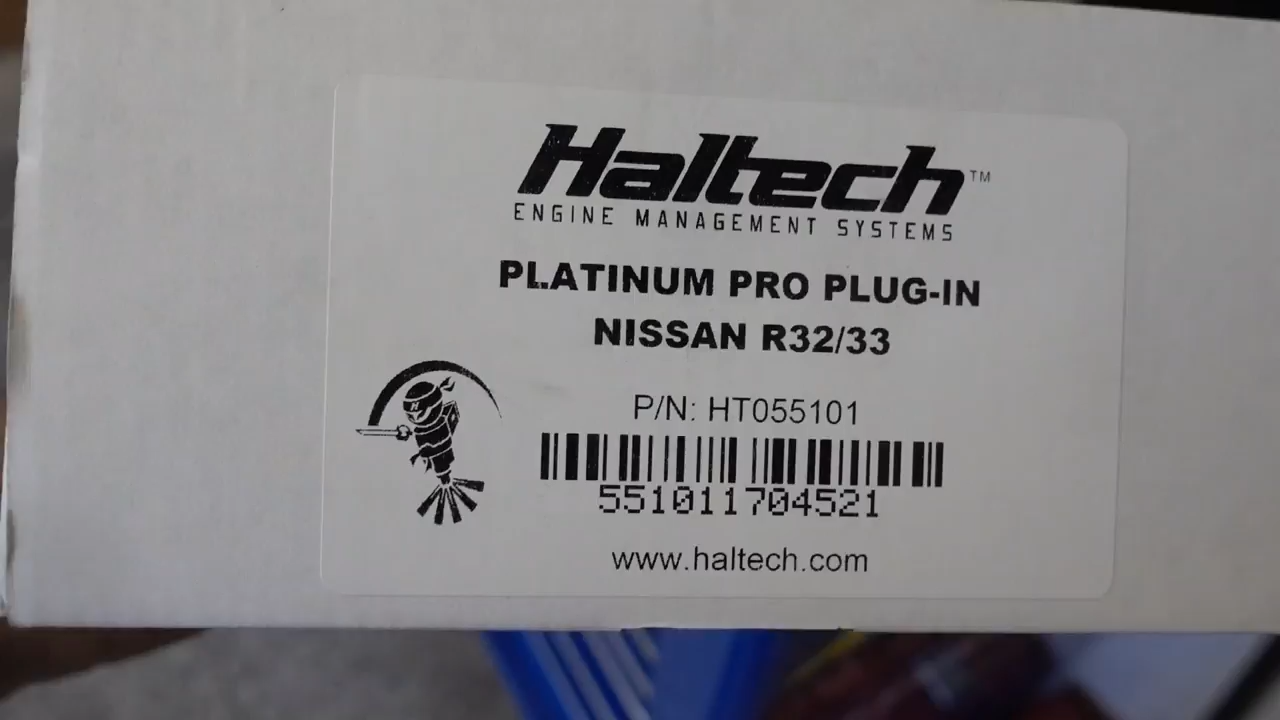 Haltech™
ENGINE MANAGEMENT SYSTEMS
PLATINUM PRO PLUG-IN
NISSAN R32/33
P/N: HT055101
551011704521
www.haltech.com